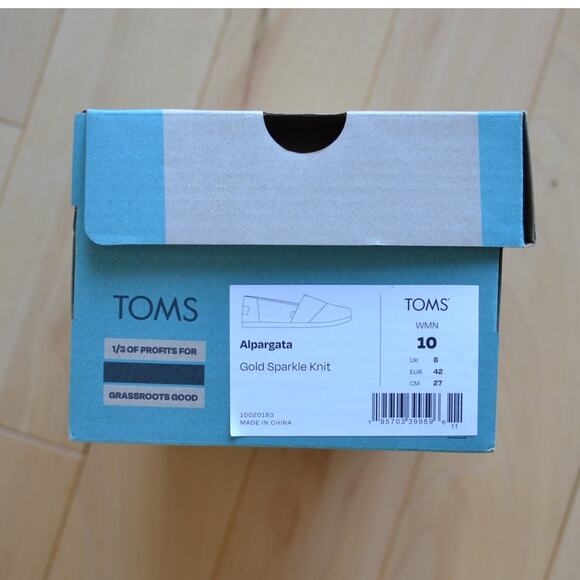 TOMS
1/3 OF PROFITS FOR
GRASSROOTS GOOD
Alpargata
Gold Sparkle Knit
10020163
MADE IN CHINA
TOMS®
WMN
10
UK 8
EUR 42
CM 27
1 95703 39959 6 11